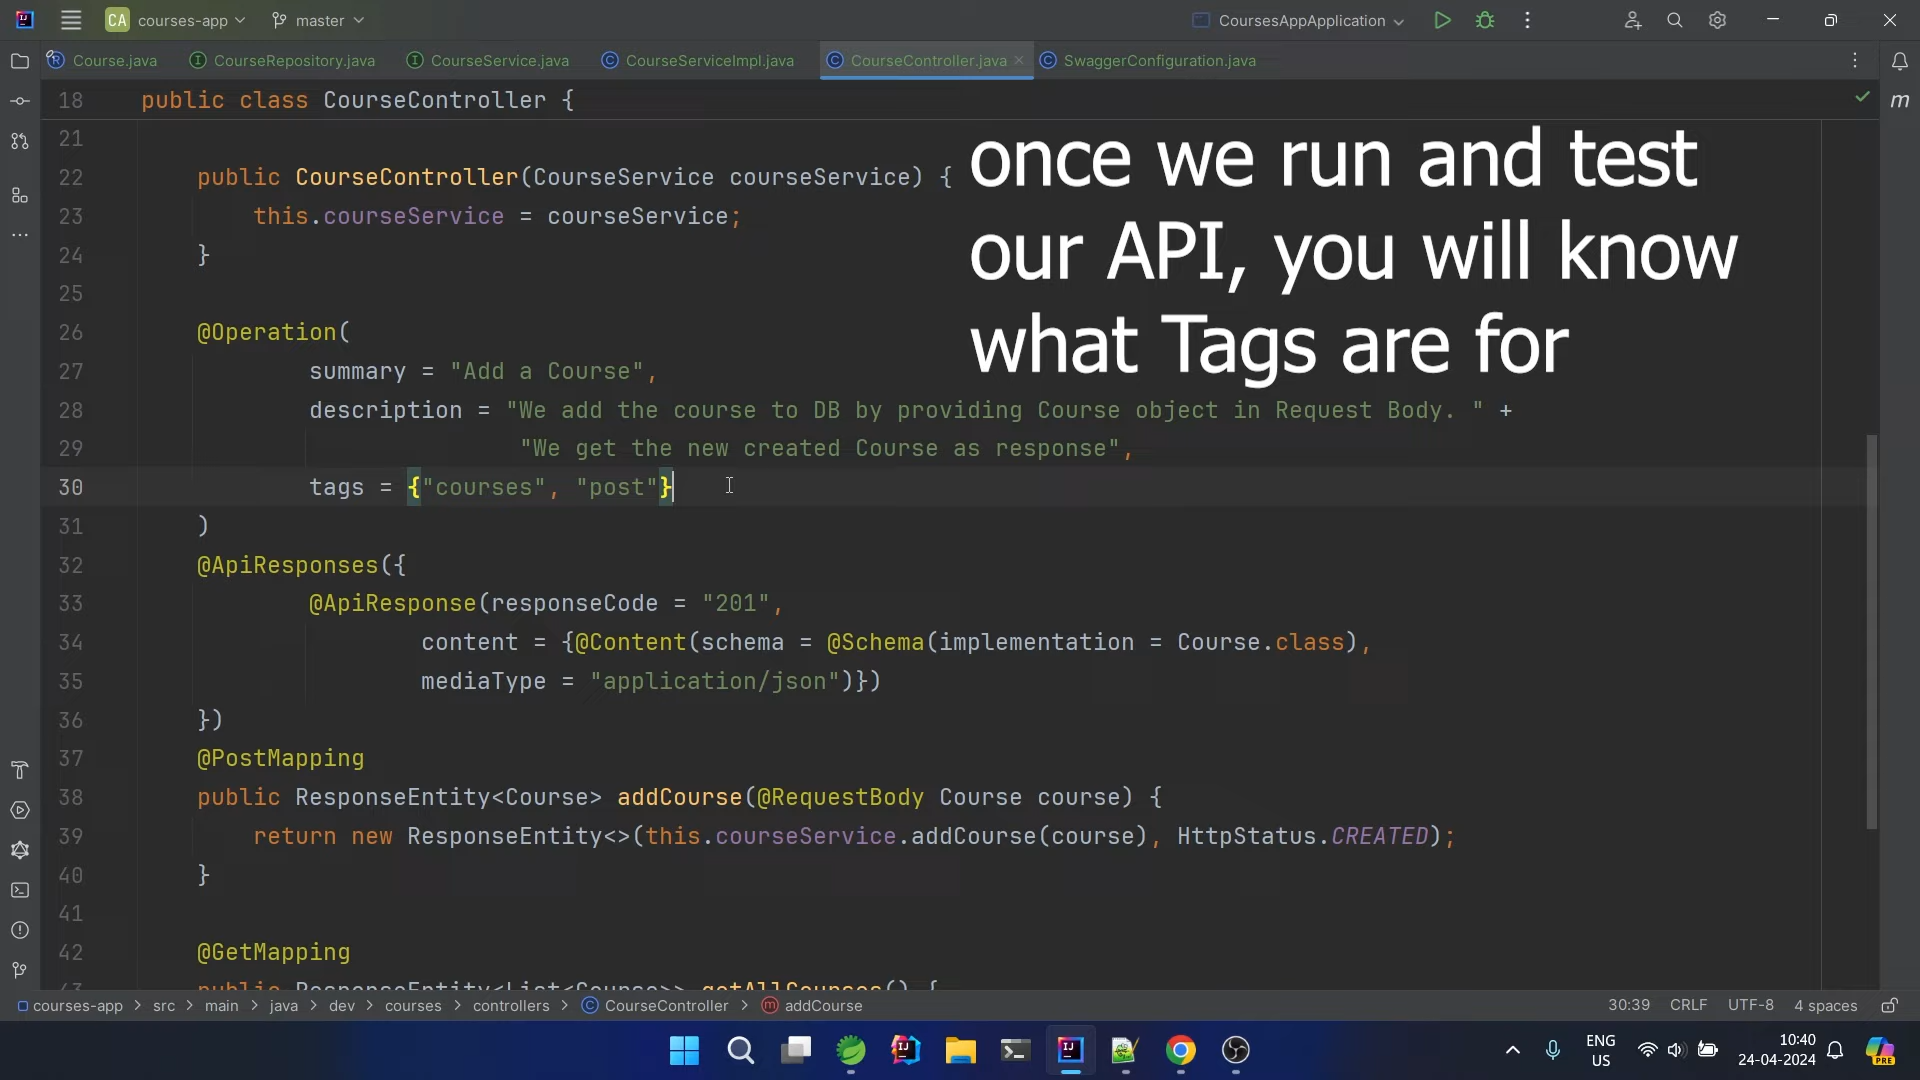 CA courses-app master CoursesAppApplication
Course.java CourseRepository.java CourseService.java CourseServiceImpl.java CourseController.java SwaggerConfiguration.java
18 public class CourseController {
21
22 public CourseController(CourseService courseService) {
23 this.courseService = courseService;
24 }
25
once we run and test
our API, you will know
what Tags are for
26 @Operation(
27 summary = "Add a Course",
28 description = "We add the course to DB by providing Course object in Request Body. " +
29 "We get the new created Course as response",
30 tags = {"courses", "post"}
31 )
32 @ApiResponses({
33 @ApiResponse(responseCode = "201",
34 content = {@Content(schema = @Schema(implementation = Course.class),
35 mediaType = "application/json")})
36 })
37 @PostMapping
38 public ResponseEntity<Course> addCourse(@RequestBody Course course) {
39 return new ResponseEntity<>(this.courseService.addCourse(course), HttpStatus.CREATED);
40 }
41
42 @GetMapping
43 public ResponseEntity<List<Course>> getAllCourses() {
courses-app > src > main > java > dev > courses > controllers > CourseController > addCourse 30:39 CRLF UTF-8 4 spaces
ENG
US
10:40
24-04-2024
PRE